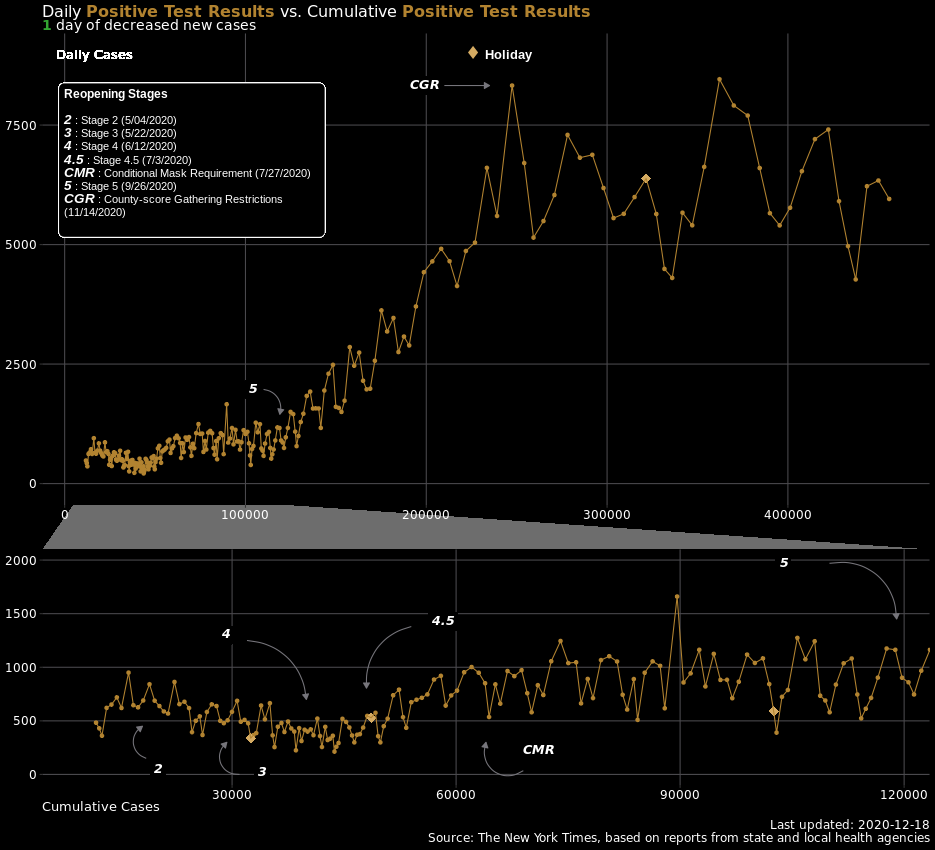 Daily Positive Test Results vs. Cumulative Positive Test Results
1 day of decreased new cases
Daily Cases
Holiday
CGR
Reopening Stages
2 : Stage 2 (5/04/2020)
3 : Stage 3 (5/22/2020)
4 : Stage 4 (6/12/2020)
4.5 : Stage 4.5 (7/3/2020)
CMR : Conditional Mask Requirement (7/27/2020)
5 : Stage 5 (9/26/2020)
CGR : County-score Gathering Restrictions
(11/14/2020)
7500
5000
2500
5
0
0 100000 200000 300000 400000
2000
5
1500
4
4.5
1000
500
CMR
2
3
0
30000 60000 90000 120000
Cumulative Cases
Last updated: 2020-12-18
Source: The New York Times, based on reports from state and local health agencies